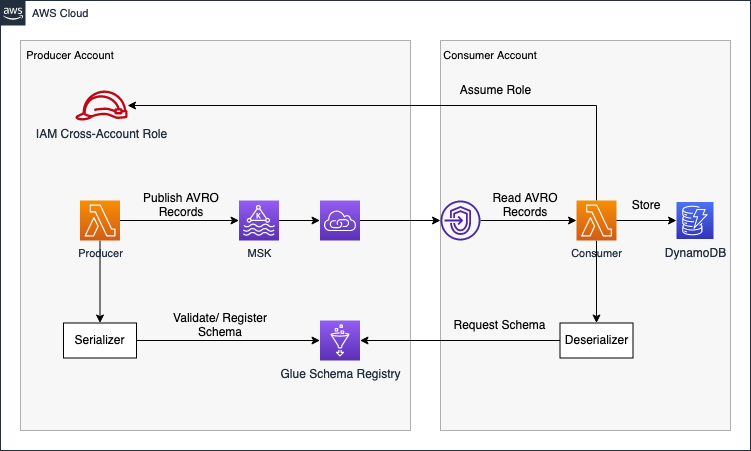 aws
AWS Cloud
Producer Account
Consumer Account
Assume Role
IAM Cross-Account Role
Publish AVRO
Records
Read AVRO
Records
Store
K
Producer
MSK
Consumer
DynamoDB
Validate/ Register
Schema
Request Schema
Serializer
Deserializer
Glue Schema Registry